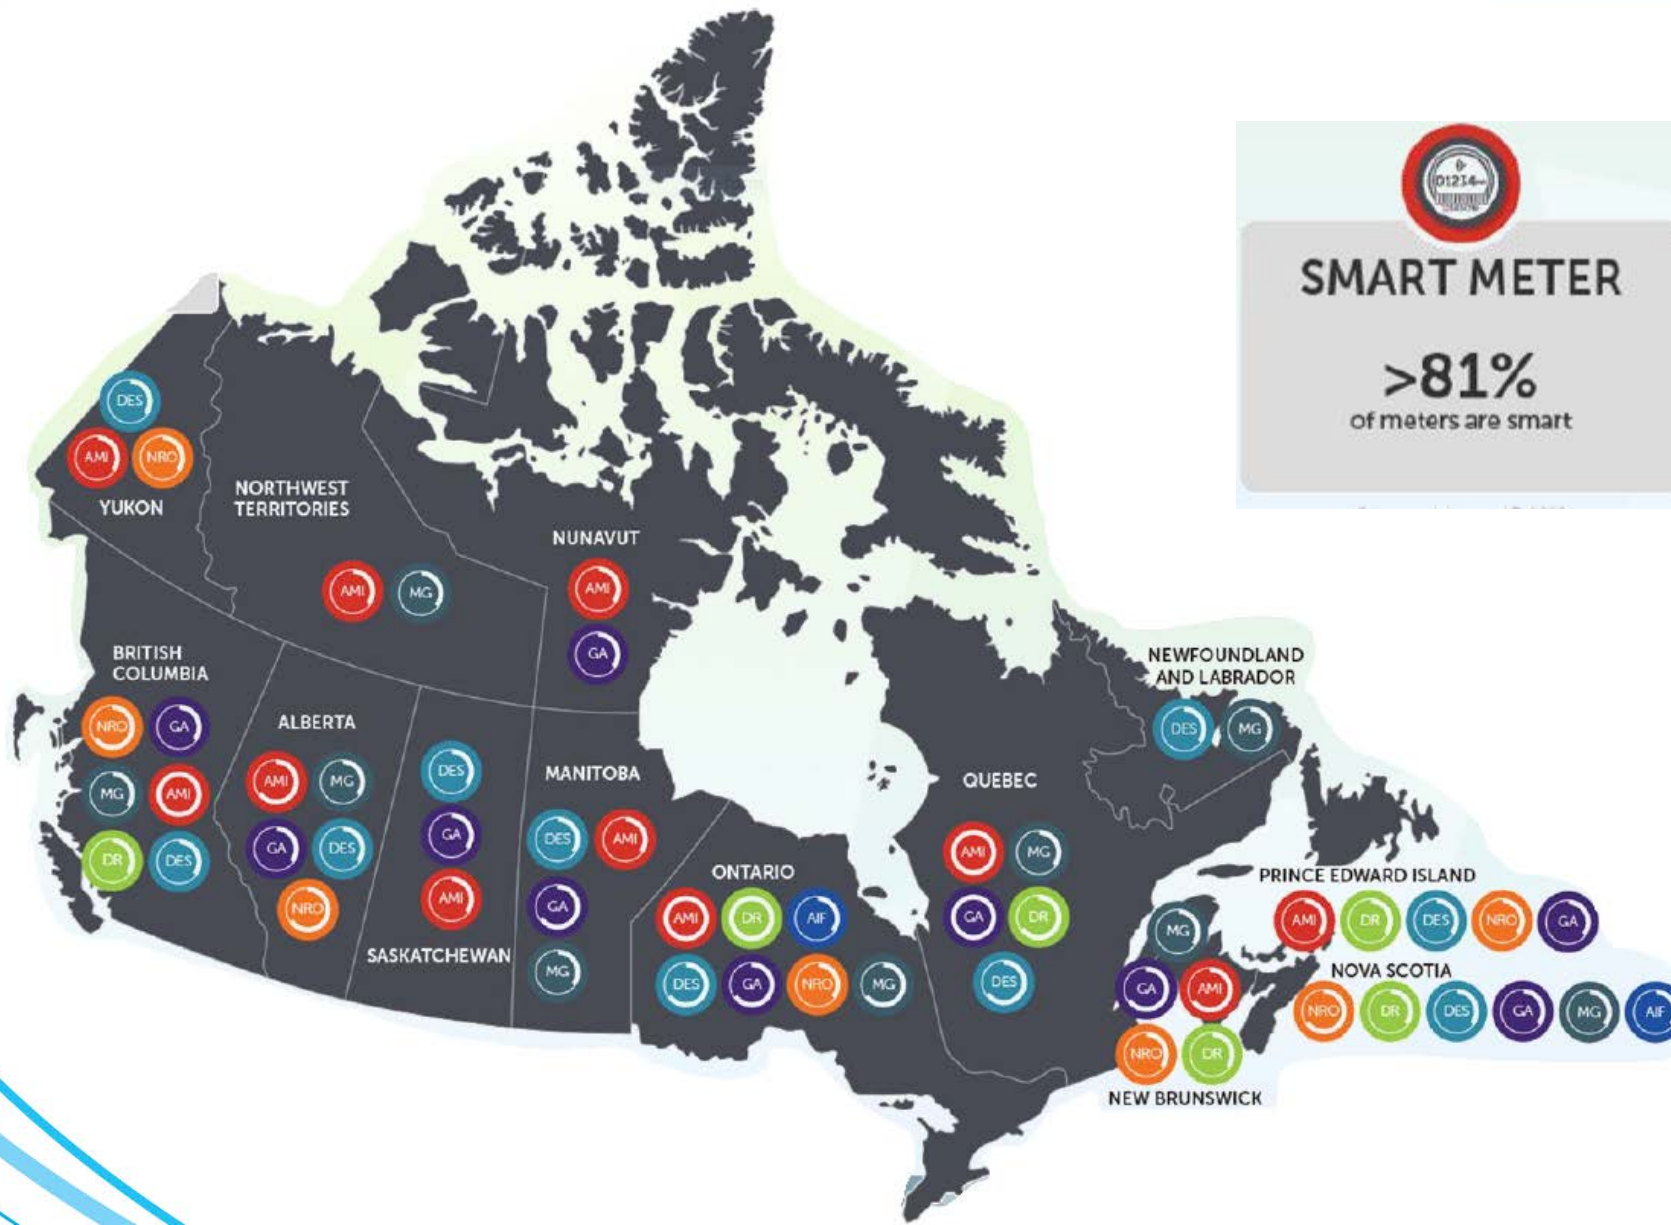 01234
SMART METER
>81%
of meters are smart
DES
AMI NRO
YUKON
NORTHWEST
TERRITORIES
AMI MG
NUNAVUT
AMI
GA
BRITISH
COLUMBIA
NRO GA
MG AMI
DR DES
ALBERTA
AMI MG
GA DES
NRO
DES
GA
AMI
SASKATCHEWAN
MANITOBA
DES AMI
GA
MG
ONTARIO
AMI DR AIF
DES GA NRO MG
QUEBEC
AMI MG
GA DR
DES
NEWFOUNDLAND
AND LABRADOR
DES MG
PRINCE EDWARD ISLAND
AMI DR DES NRO GA
NOVA SCOTIA
NRO DR DES GA MG AIF
MG
GA AMI
NRO DR
NEW BRUNSWICK